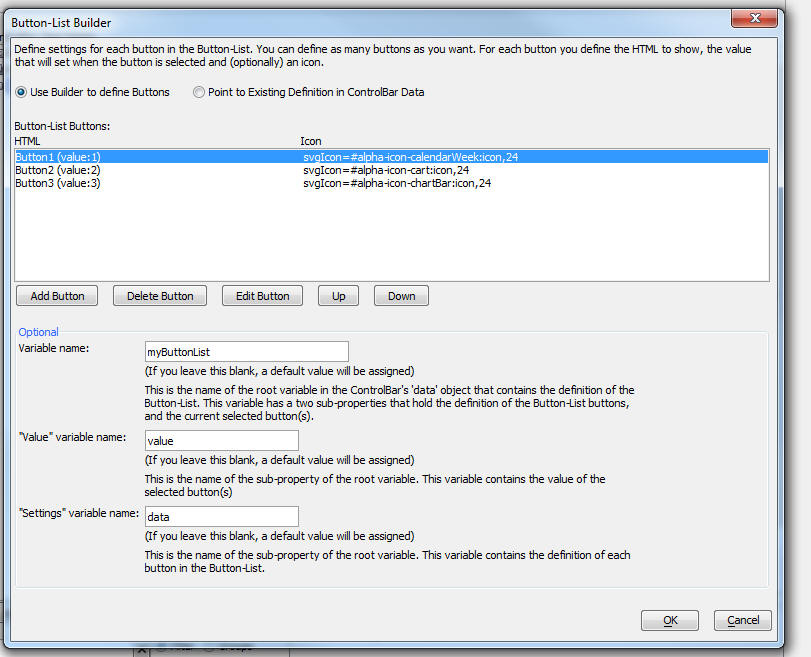 Button-List Builder
Define settings for each button in the Button-List. You can define as many buttons as you want. For each button you define the HTML to show, the value
that will set when the button is selected and (optionally) an icon.
Use Builder to define Buttons Point to Existing Definition in ControlBar Data
Button-List Buttons:
HTML Icon
Button1 (value:1) svgIcon=#alpha-icon-calendarWeek:icon,24
Button2 (value:2) svgIcon=#alpha-icon-cart:icon,24
Button3 (value:3) svgIcon=#alpha-icon-chartBar:icon,24
Add Button Delete Button Edit Button Up Down
Optional
Variable name: myButtonList
(If you leave this blank, a default value will be assigned)
This is the name of the root variable in the ControlBar's 'data' object that contains the definition of the
Button-List. This variable has a two sub-properties that hold the definition of the Button-List buttons,
and the current selected button(s).
"Value" variable name: value
(If you leave this blank, a default value will be assigned)
This is the name of the sub-property of the root variable. This variable contains the value of the
selected button(s)
"Settings" variable name: data
(If you leave this blank, a default value will be assigned)
This is the name of the sub-property of the root variable. This variable contains the definition of each
button in the Button-List.
OK Cancel